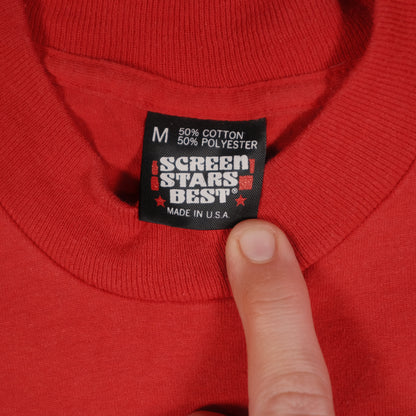 M 50% COTTON
50% POLYESTER
SCREEN
STARS
BEST®
MADE IN U.S.A.